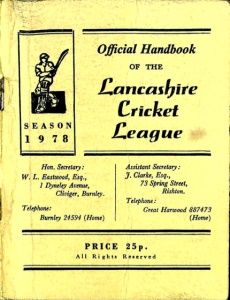 Official Handbook
OF THE
Lancashire
Cricket
League
SEASON
1978
Hon. Secretary:
W. L. Eastwood, Esq.,
1 Dyneley Avenue,
Cliviger, Burnley.
Telephone:
Burnley 24594 (Home)
Assistant Secretary:
J. Clarke, Esq.,
73 Spring Street,
Rishton.
Telephone:
Great Harwood 887473
(Home)
PRICE 25p.
All Rights Reserved